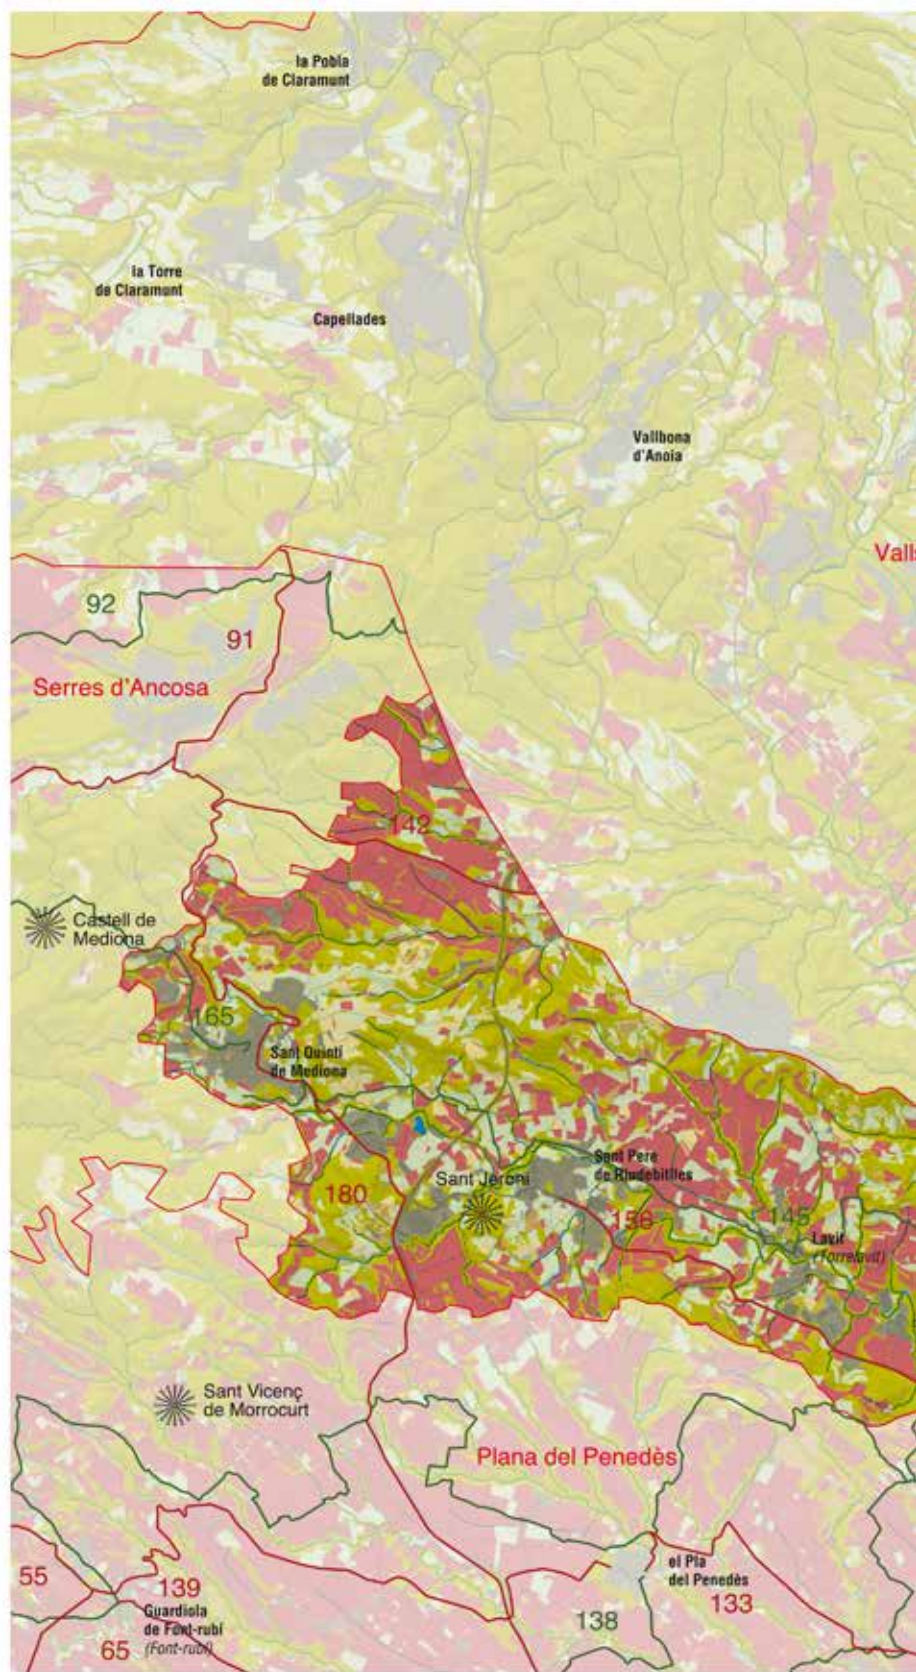 la Pobla
de Claramunt
la Torre
de Claramunt
Capellades
Vallbona
d'Anoia
Valls
92
91
Serres d'Ancosa
142
Castell de
Mediona
165
Sant Quintí
de Mediona
Sant Pere
de Riudebitlles
Sant Jeroni
180
150
145
Lavit
(Torrelavit)
Sant Vicenç
de Morrocurt
Plana del Penedès
55
139
Guardiola
de Font-rubí
(Font-rubí)
65
el Pla
del Penedès
133
138